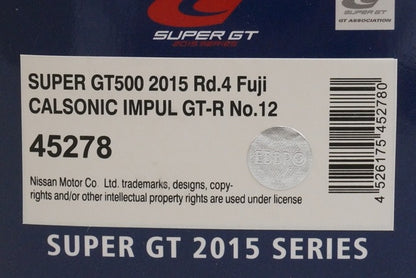 SUPER GT
2015 SERIES
SUPER GT
GT ASSOCIATION
SUPER GT500 2015 Rd.4 Fuji
CALSONIC IMPUL GT-R No.12
45278
EBBRO
Nissan Motor Co. Ltd. trademarks, designs, copy-
rights and/or other intellectual property rights are used under license
4 526175 452780
SUPER GT 2015 SERIES